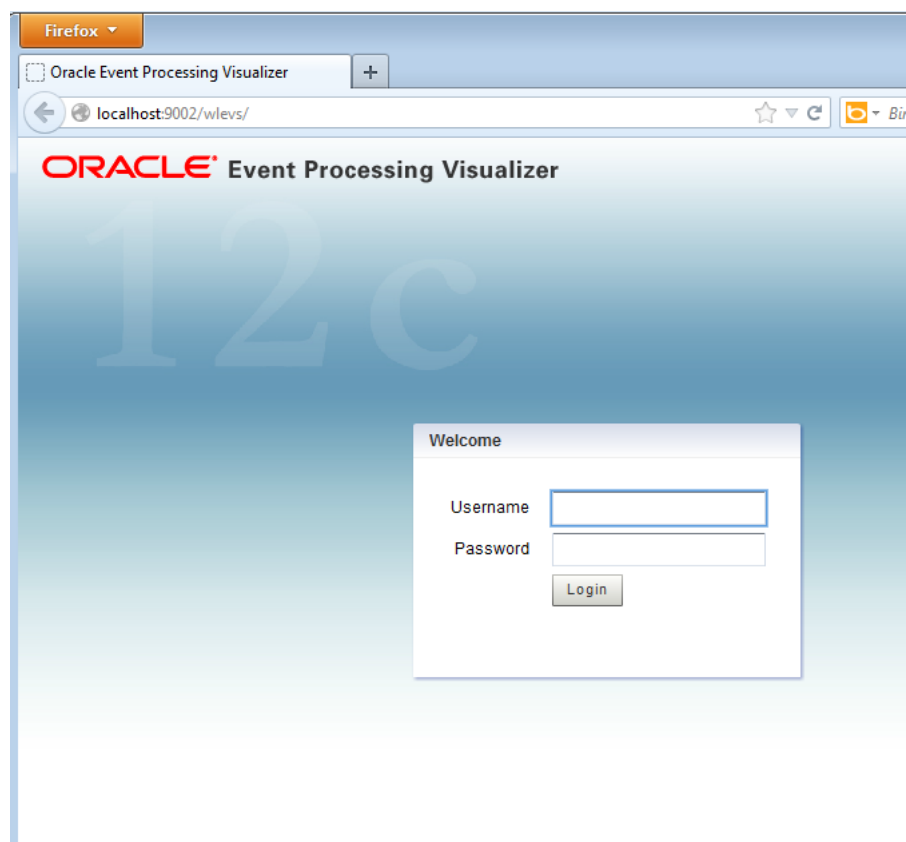 Firefox
Oracle Event Processing Visualizer
localhost:9002/wlevs/
ORACLE Event Processing Visualizer
12c
Welcome
Username
Password
Login